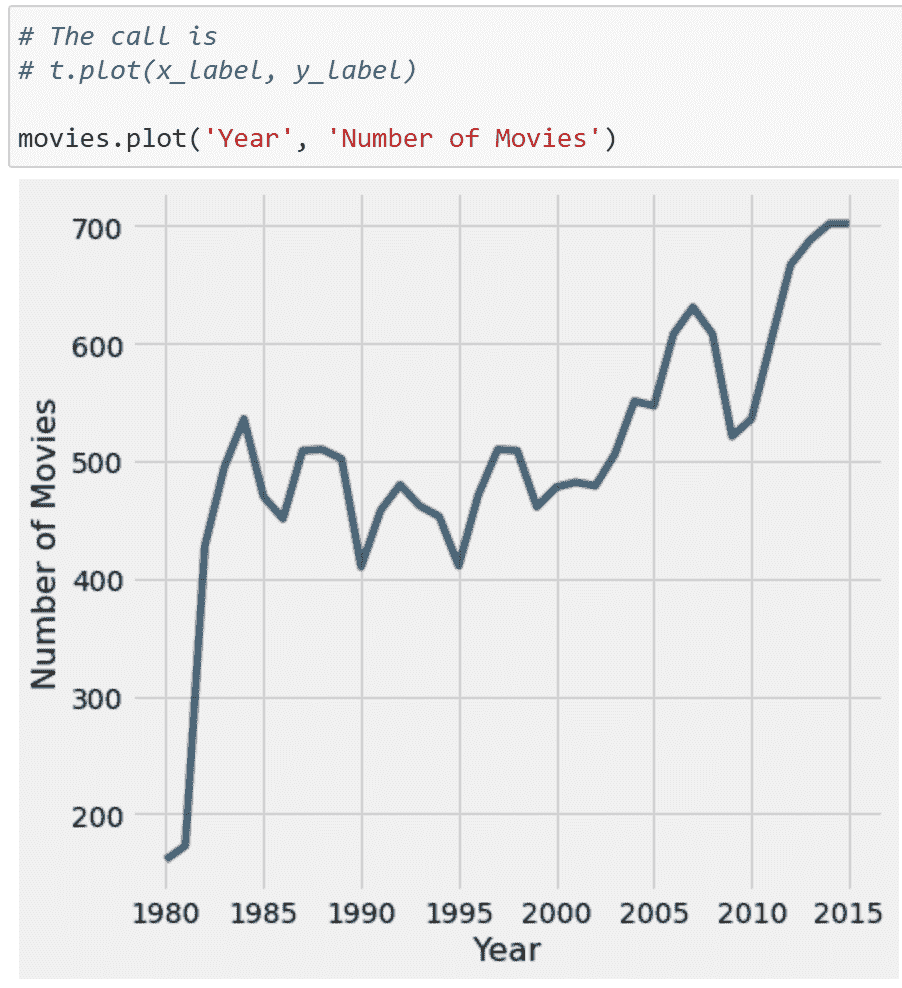 # The call is
# t.plot(x_label, y_label)
movies.plot('Year', 'Number of Movies')
700
600
500
400
300
200
Number of Movies
1980 1985 1990 1995 2000 2005 2010 2015
Year